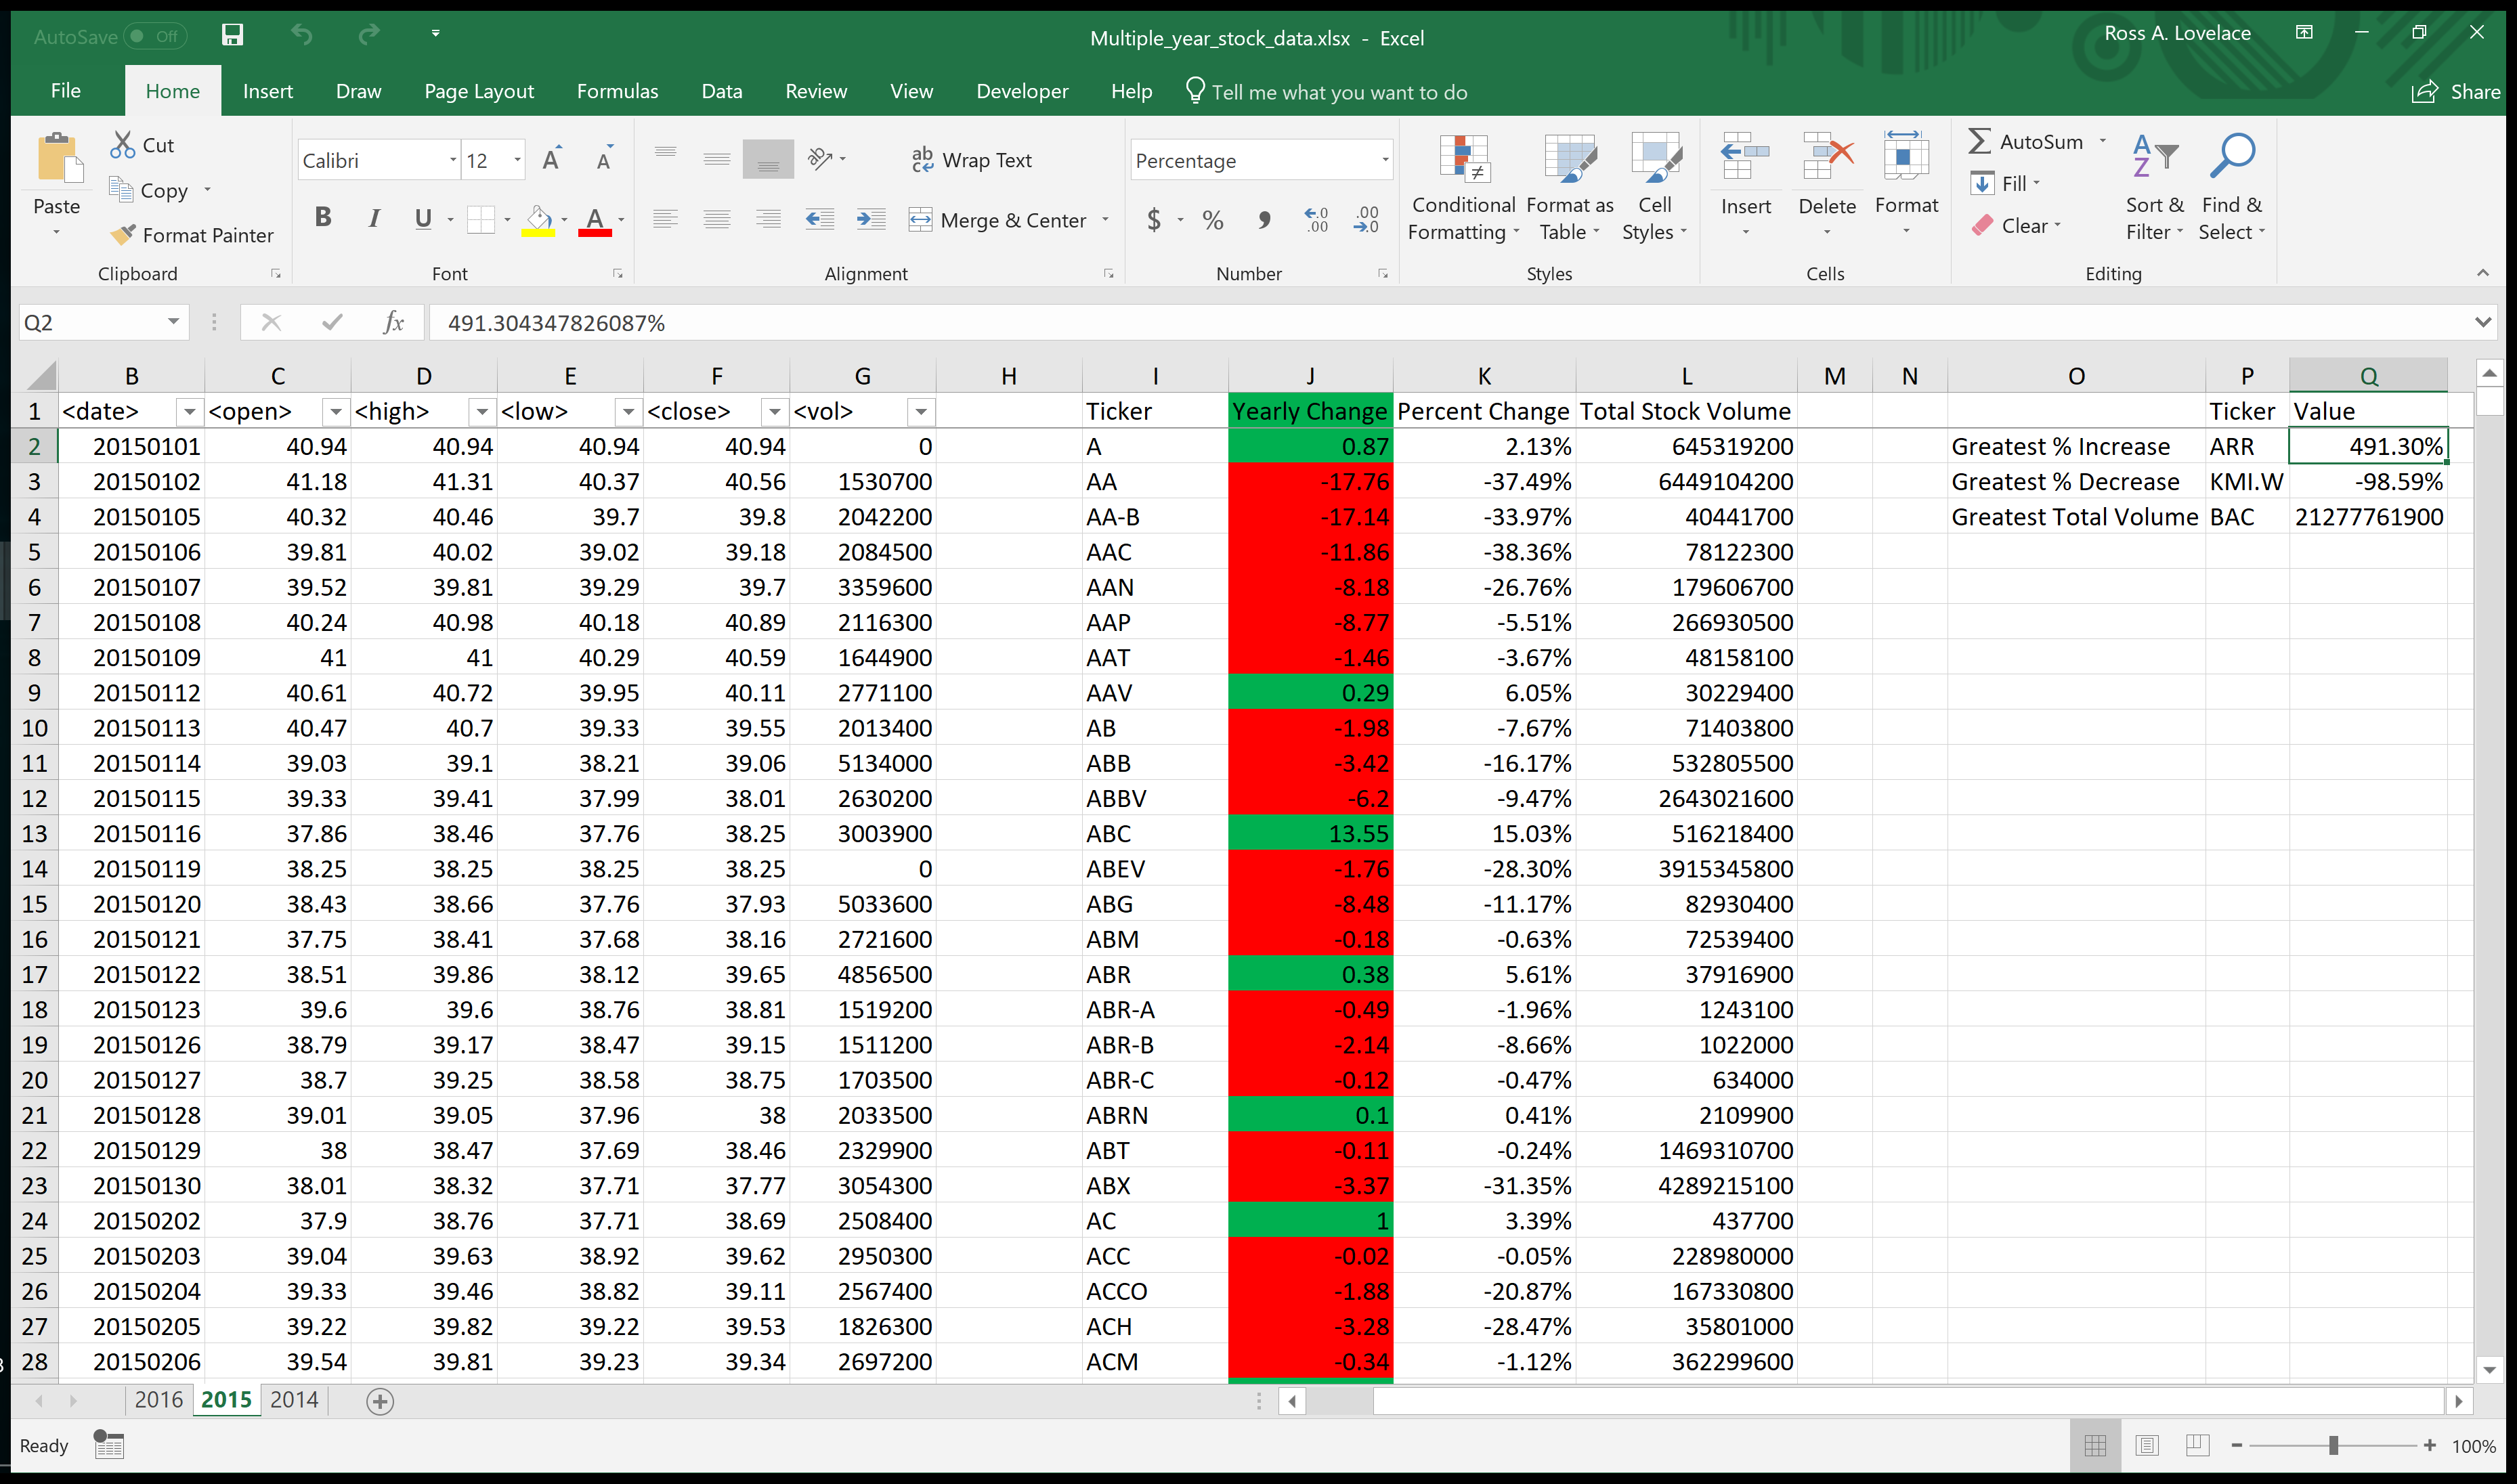 AutoSave Off
Multiple_year_stock_data.xlsx - Excel
Ross A. Lovelace
File Home Insert Draw Page Layout Formulas Data Review View Developer Help Tell me what you want to do Share
Paste
Cut
Copy
Format Painter
Clipboard
Calibri 12
B I U
Font
Wrap Text
Merge & Center
Alignment
Percentage
$ % ,
Number
Conditional Formatting
Format as Table
Cell Styles
Styles
Insert Delete Format
Cells
AutoSum
Fill
Clear
Sort & Filter
Find & Select
Editing
Q2 fx 491.304347826087%
B C D E F G H I J K L M N O P Q
1 <date> <open> <high> <low> <close> <vol> Ticker Yearly Change Percent Change Total Stock Volume Ticker Value
2 20150101 40.94 40.94 40.94 40.94 0 A 0.87 2.13% 645319200 Greatest % Increase ARR 491.30%
3 20150102 41.18 41.31 40.37 40.56 1530700 AA -17.76 -37.49% 6449104200 Greatest % Decrease KMI.W -98.59%
4 20150105 40.32 40.46 39.7 39.8 2042200 AA-B -17.14 -33.97% 40441700 Greatest Total Volume BAC 21277761900
5 20150106 39.81 40.02 39.02 39.18 2084500 AAC -11.86 -38.36% 78122300
6 20150107 39.52 39.81 39.29 39.7 3359600 AAN -8.18 -26.76% 179606700
7 20150108 40.24 40.98 40.18 40.89 2116300 AAP -8.77 -5.51% 266930500
8 20150109 41 41 40.29 40.59 1644900 AAT -1.46 -3.67% 48158100
9 20150112 40.61 40.72 39.95 40.11 2771100 AAV 0.29 6.05% 30229400
10 20150113 40.47 40.7 39.33 39.55 2013400 AB -1.98 -7.67% 71403800
11 20150114 39.03 39.1 38.21 39.06 5134000 ABB -3.42 -16.17% 532805500
12 20150115 39.33 39.41 37.99 38.01 2630200 ABBV -6.2 -9.47% 2643021600
13 20150116 37.86 38.46 37.76 38.25 3003900 ABC 13.55 15.03% 516218400
14 20150119 38.25 38.25 38.25 38.25 0 ABEV -1.76 -28.30% 3915345800
15 20150120 38.43 38.66 37.76 37.93 5033600 ABG -8.48 -11.17% 82930400
16 20150121 37.75 38.41 37.68 38.16 2721600 ABM -0.18 -0.63% 72539400
17 20150122 38.51 39.86 38.12 39.65 4856500 ABR 0.38 5.61% 37916900
18 20150123 39.6 39.6 38.76 38.81 1519200 ABR-A -0.49 -1.96% 1243100
19 20150126 38.79 39.17 38.47 39.15 1511200 ABR-B -2.14 -8.66% 1022000
20 20150127 38.7 39.25 38.58 38.75 1703500 ABR-C -0.12 -0.47% 634000
21 20150128 39.01 39.05 37.96 38 2033500 ABRN 0.1 0.41% 2109900
22 20150129 38 38.47 37.69 38.46 2329900 ABT -0.11 -0.24% 1469310700
23 20150130 38.01 38.32 37.71 37.77 3054300 ABX -3.37 -31.35% 4289215100
24 20150202 37.9 38.76 37.71 38.69 2508400 AC 1 3.39% 437700
25 20150203 39.04 39.63 38.92 39.62 2950300 ACC -0.02 -0.05% 228980000
26 20150204 39.33 39.46 38.82 39.11 2567400 ACCO -1.88 -20.87% 167330800
27 20150205 39.22 39.82 39.22 39.53 1826300 ACH -3.28 -28.47% 35801000
28 20150206 39.54 39.81 39.23 39.34 2697200 ACM -0.34 -1.12% 362299600
2016 2015 2014
Ready
100%